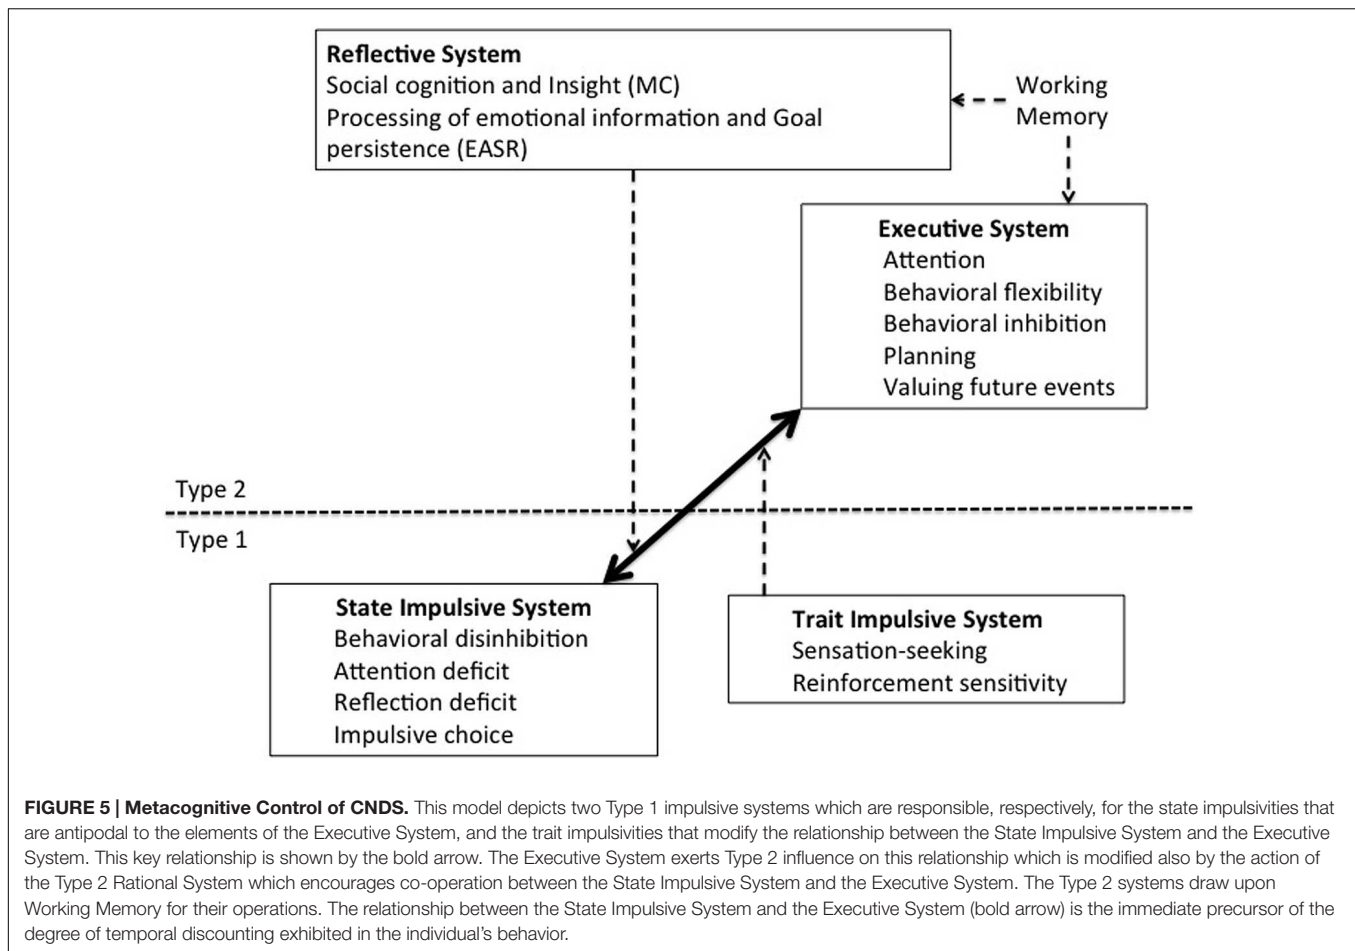 Reflective System
Social cognition and Insight (MC)
Processing of emotional information and Goal
persistence (EASR)
Working
Memory
Executive System
Attention
Behavioral flexibility
Behavioral inhibition
Planning
Valuing future events
Type 2
Type 1
State Impulsive System
Behavioral disinhibition
Attention deficit
Reflection deficit
Impulsive choice
Trait Impulsive System
Sensation-seeking
Reinforcement sensitivity
FIGURE 5 | Metacognitive Control of CNDS. This model depicts two Type 1 impulsive systems which are responsible, respectively, for the state impulsivities that
are antipodal to the elements of the Executive System, and the trait impulsivities that modify the relationship between the State Impulsive System and the Executive
System. This key relationship is shown by the bold arrow. The Executive System exerts Type 2 influence on this relationship which is modified also by the action of
the Type 2 Rational System which encourages co-operation between the State Impulsive System and the Executive System. The Type 2 systems draw upon
Working Memory for their operations. The relationship between the State Impulsive System and the Executive System (bold arrow) is the immediate precursor of the
degree of temporal discounting exhibited in the individual's behavior.